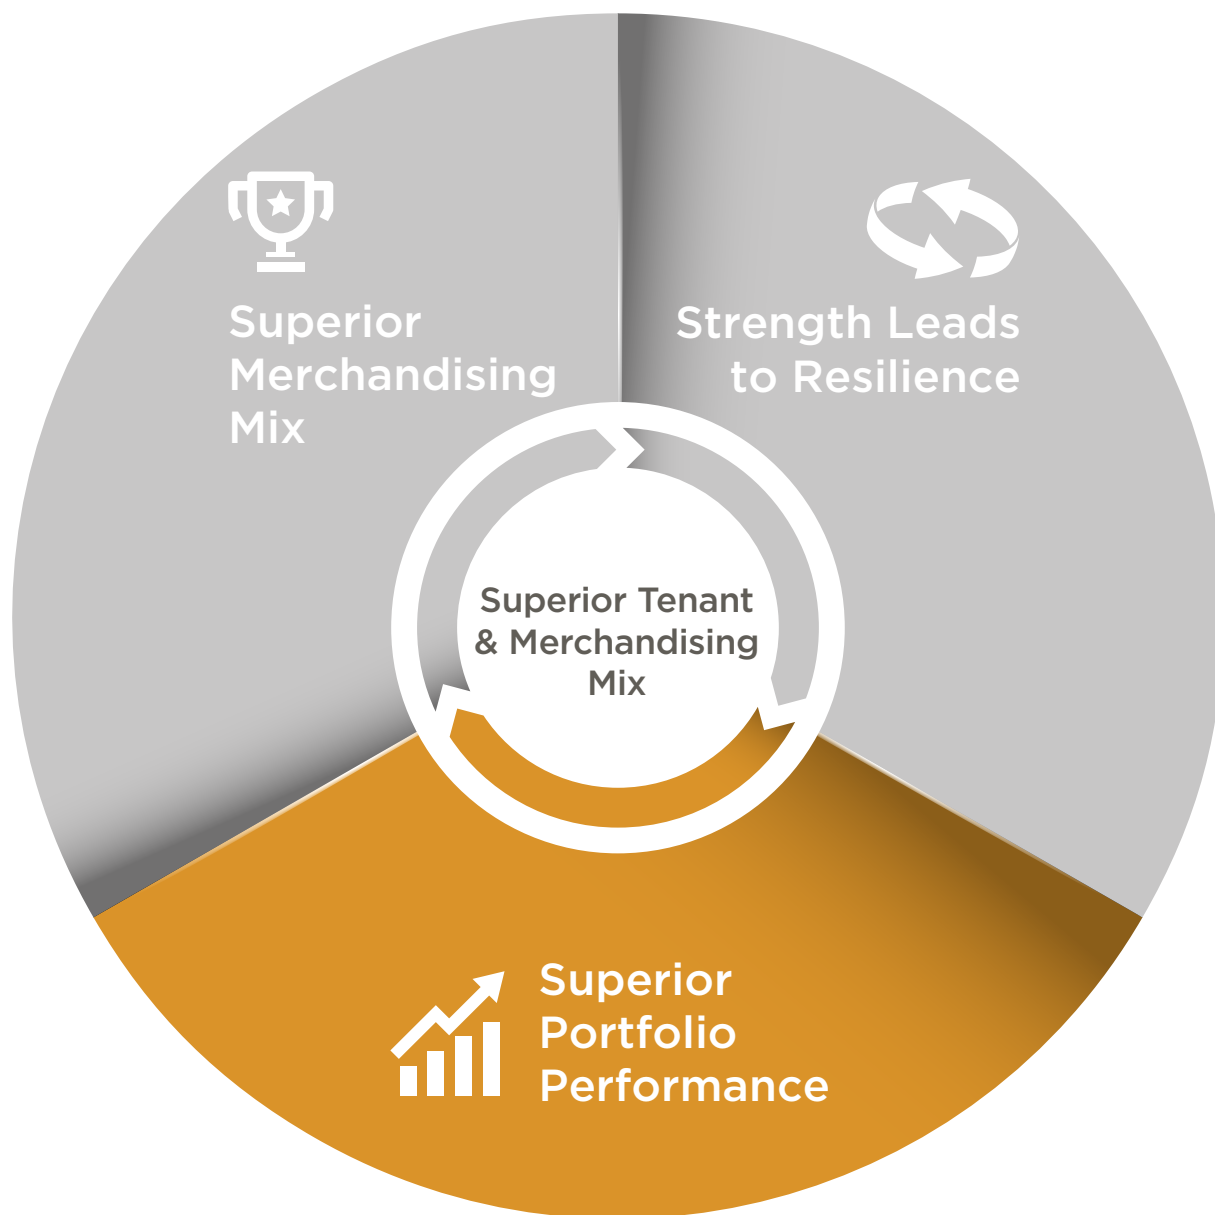 Superior
Merchandising
Mix
Strength Leads
to Resilience
Superior Tenant
& Merchandising
Mix
Superior
Portfolio
Performance